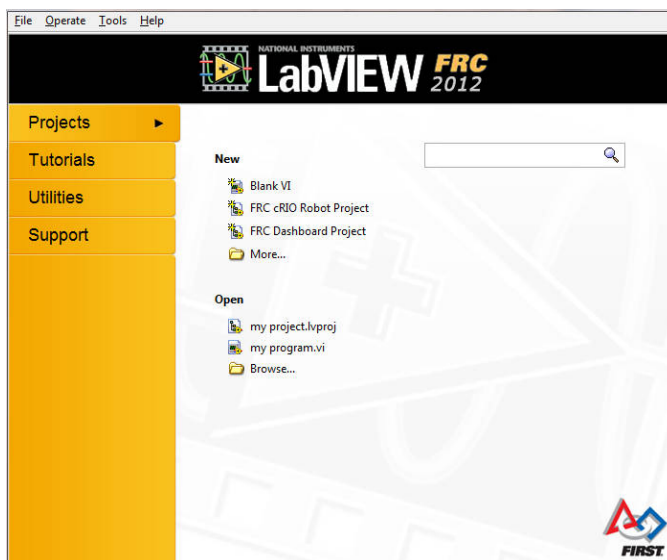 File Operate Tools Help
NATIONAL INSTRUMENTS
LabVIEW FRC 2012
Projects
Tutorials
Utilities
Support
New
Blank VI
FRC cRIO Robot Project
FRC Dashboard Project
More...
Open
my project.lvproj
my program.vi
Browse...
FIRST